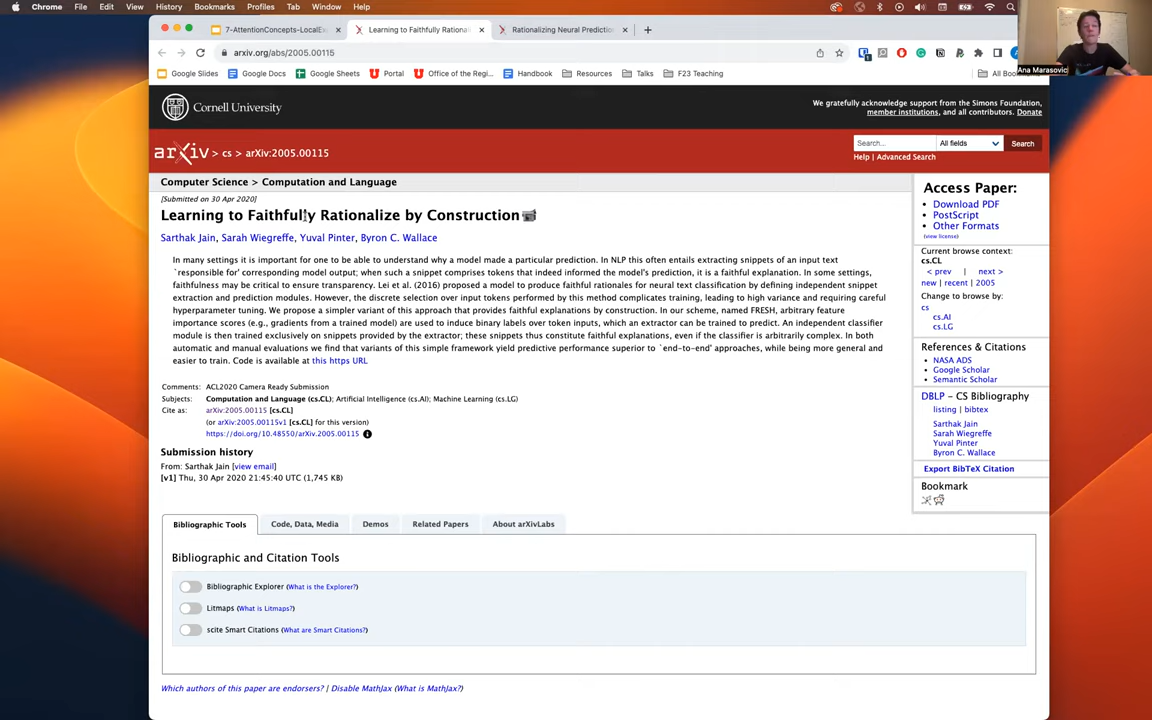 Chrome File Edit View History Bookmarks Profiles Tab Window Help
7-AttentionConcepts-LocalEx
Learning to Faithfully Rationali
Rationalizing Neural Prediction
arxiv.org/abs/2005.00115
Google Slides Google Docs Google Sheets Portal Office of the Regi... Handbook Resources Talks F23 Teaching All Bo
Ana Marasovic
Cornell University
We gratefully acknowledge support from the Simons Foundation,
member institutions, and all contributors. Donate
arXiv > cs > arXiv:2005.00115
Search... All fields Search
Help | Advanced Search
Computer Science > Computation and Language
[Submitted on 30 Apr 2020]
Learning to Faithfully Rationalize by Construction
Sarthak Jain, Sarah Wiegreffe, Yuval Pinter, Byron C. Wallace
In many settings it is important for one to be able to understand why a model made a particular prediction. In NLP this often entails extracting snippets of an input text
`responsible for' corresponding model output; when such a snippet comprises tokens that indeed informed the model's prediction, it is a faithful explanation. In some settings,
faithfulness may be critical to ensure transparency. Lei et al. (2016) proposed a model to produce faithful rationales for neural text classification by defining independent snippet
extraction and prediction modules. However, the discrete selection over input tokens performed by this method complicates training, leading to high variance and requiring careful
hyperparameter tuning. We propose a simpler variant of this approach that provides faithful explanations by construction. In our scheme, named FRESH, arbitrary feature
importance scores (e.g., gradients from a trained model) are used to induce binary labels over token inputs, which an extractor can be trained to predict. An independent classifier
module is then trained exclusively on snippets provided by the extractor; these snippets thus constitute faithful explanations, even if the classifier is arbitrarily complex. In both
automatic and manual evaluations we find that variants of this simple framework yield predictive performance superior to `end-to-end' approaches, while being more general and
easier to train. Code is available at this https URL
Comments: ACL2020 Camera Ready Submission
Subjects: Computation and Language (cs.CL); Artificial Intelligence (cs.AI); Machine Learning (cs.LG)
Cite as: arXiv:2005.00115 [cs.CL]
(or arXiv:2005.00115v1 [cs.CL] for this version)
https://doi.org/10.48550/arXiv.2005.00115
Submission history
From: Sarthak Jain [view email]
[v1] Thu, 30 Apr 2020 21:45:40 UTC (1,745 KB)
Access Paper:
Download PDF
PostScript
Other Formats
(view license)
Current browse context:
cs.CL
< prev | next >
new | recent | 2005
Change to browse by:
cs
cs.AI
cs.LG
References & Citations
NASA ADS
Google Scholar
Semantic Scholar
DBLP - CS Bibliography
listing | bibtex
Sarthak Jain
Sarah Wiegreffe
Yuval Pinter
Byron C. Wallace
Export BibTeX Citation
Bookmark
Bibliographic Tools Code, Data, Media Demos Related Papers About arXivLabs
Bibliographic and Citation Tools
Bibliographic Explorer (What is the Explorer?)
Litmaps (What is Litmaps?)
scite Smart Citations (What are Smart Citations?)
Which authors of this paper are endorsers? | Disable MathJax (What is MathJax?)